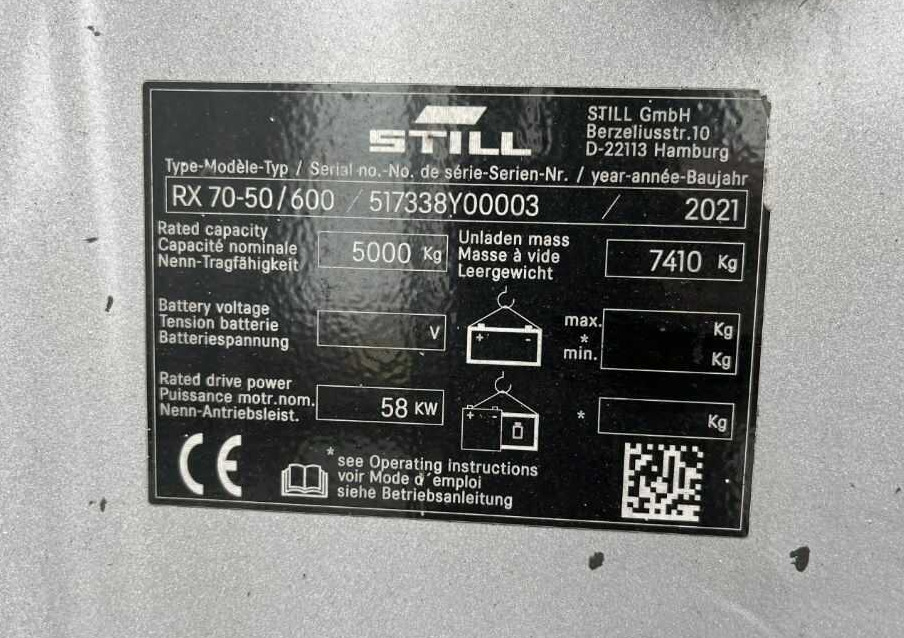 STILL
STILL GmbH
Berzeliusstr.10
D-22113 Hamburg
Type-Modèle-Typ / Serial no.-No. de série-Serien-Nr. / year-année-Baujahr
RX 70-50/600 / 517338Y00003 / 2021
Rated capacity
Capacité nominale
Nenn-Tragfähigkeit
5000 Kg
Unladen mass
Masse à vide
Leergewicht
7410 Kg
Battery voltage
Tension batterie
Batteriespannung
V
+ -
max.
*
min.
Kg
Kg
Rated drive power
Puissance motr.nom.
Nenn-Antriebsleist.
58 KW
+ -
* Kg
CE
* see Operating instructions
voir Mode d´emploi
siehe Betriebsanleitung